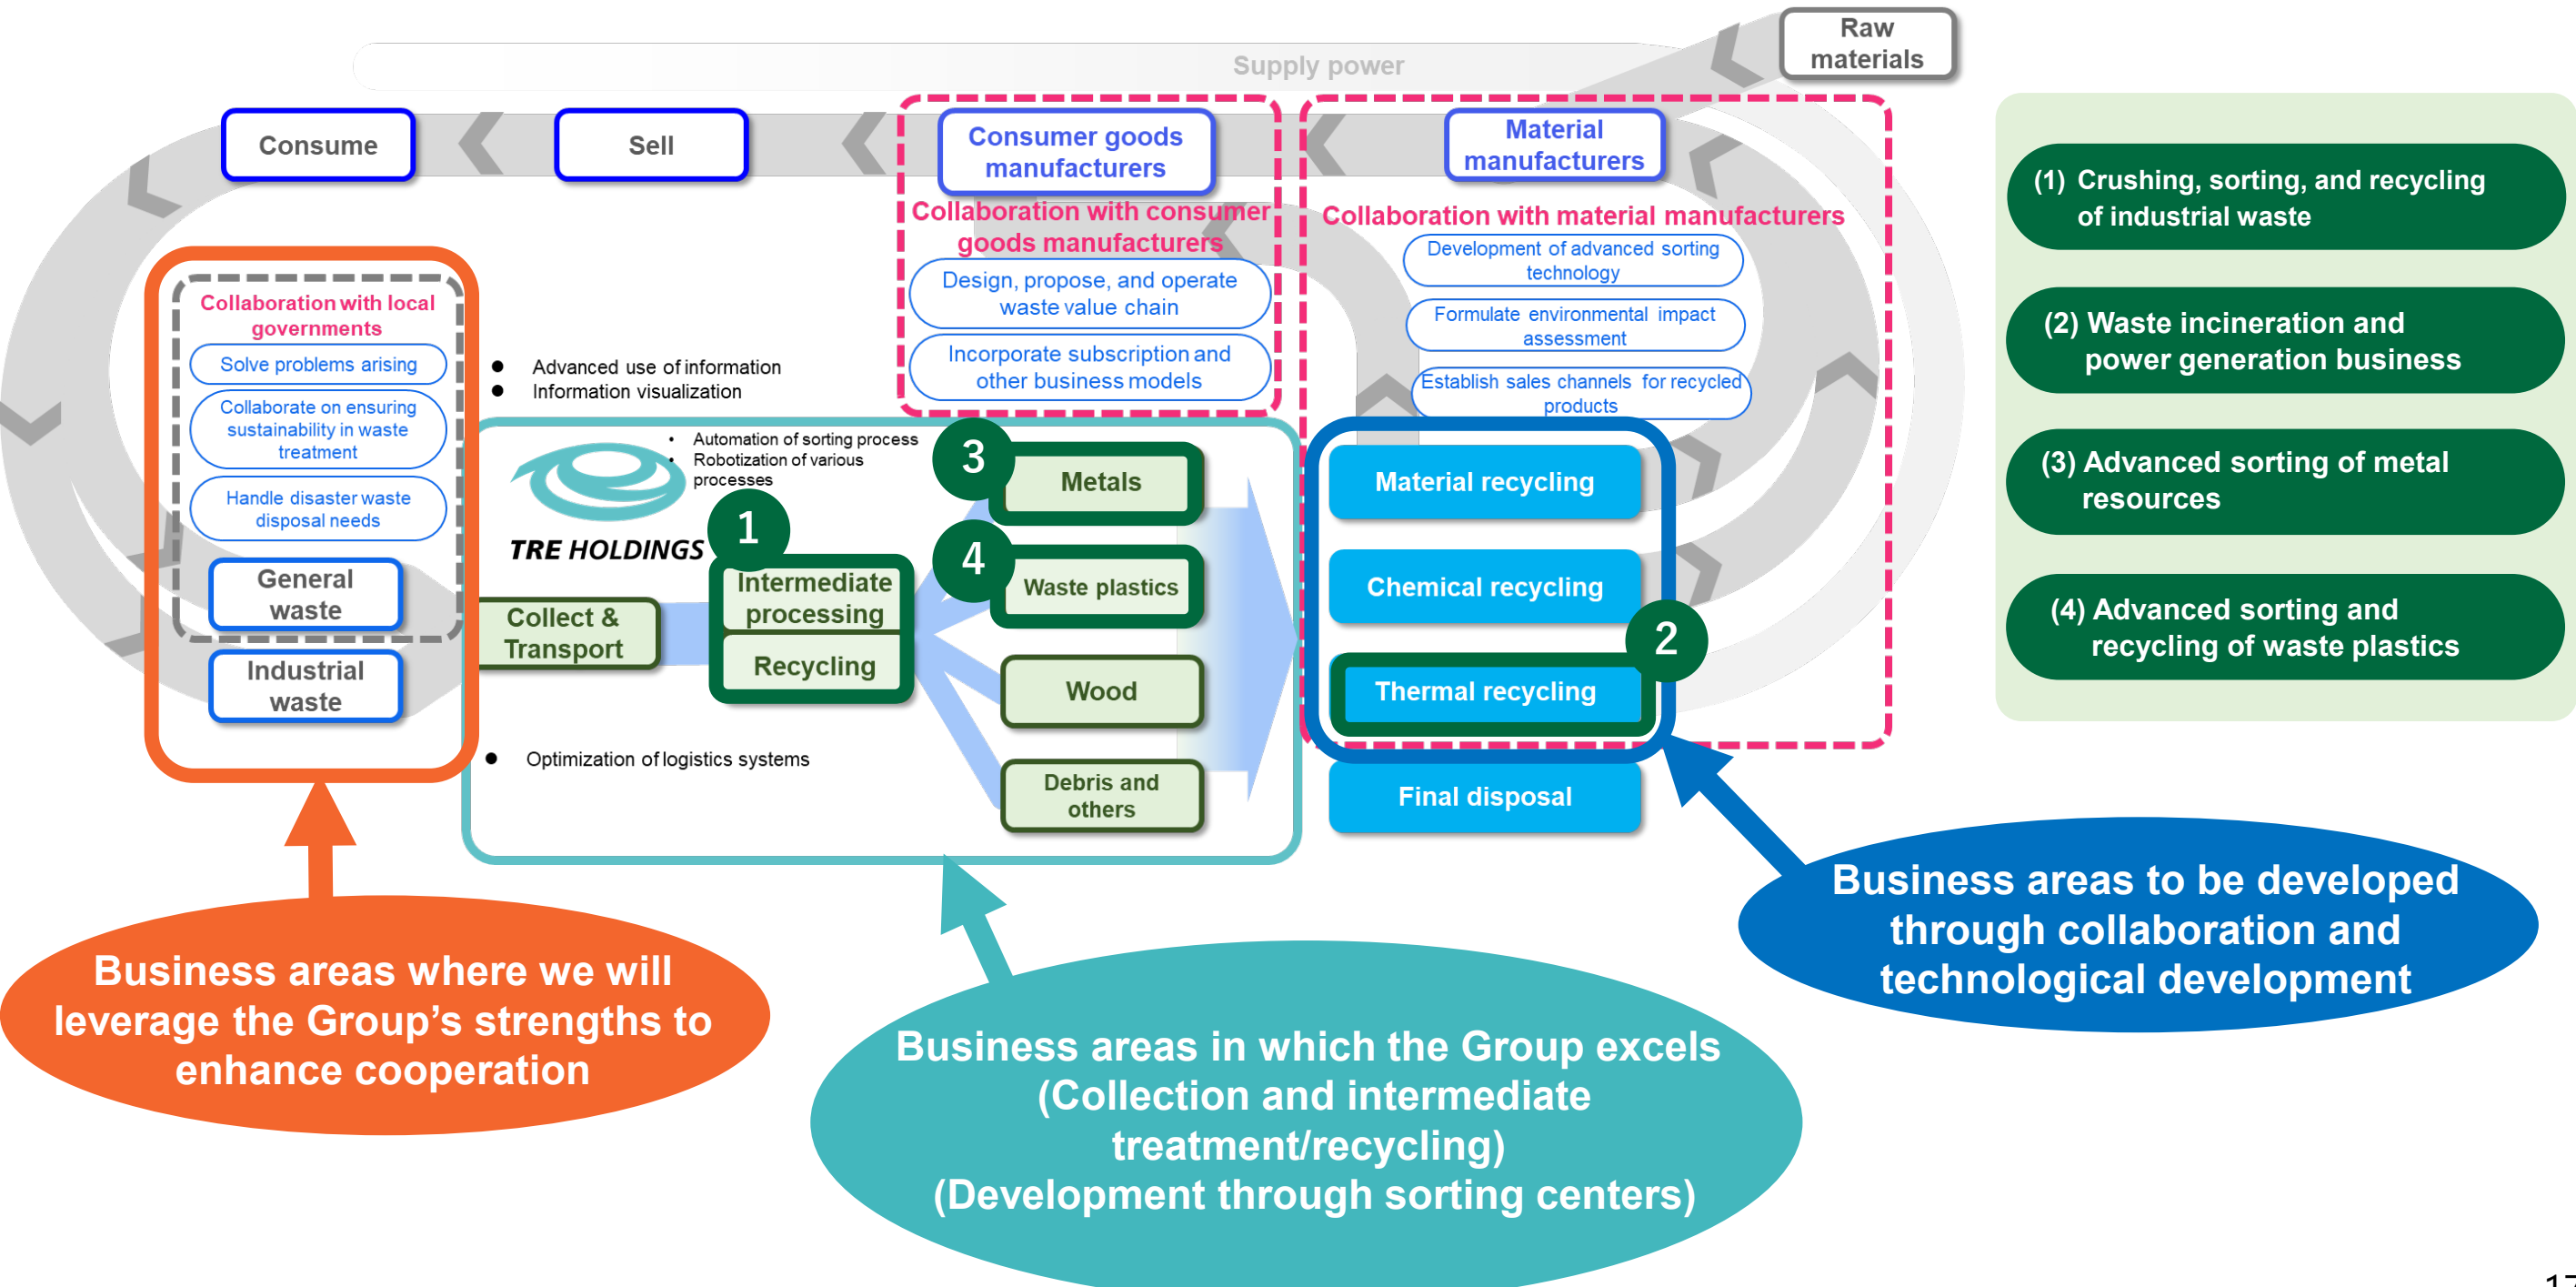 Raw
materials
Supply power
Consume
Sell
Consumer goods
manufacturers
Material
manufacturers
Collaboration with consumer
goods manufacturers
Design, propose, and operate
waste value chain
Incorporate subscription and
other business models
Collaboration with material manufacturers
Development of advanced sorting
technology
Formulate environmental impact
assessment
Establish sales channels for recycled
products
Collaboration with local
governments
Solve problems arising
Collaborate on ensuring
sustainability in waste
treatment
Handle disaster waste
disposal needs
General
waste
Industrial
waste
● Advanced use of information
● Information visualization
• Automation of sorting process
• Robotization of various
processes
TRE HOLDINGS
Collect &
Transport
1
Intermediate
processing
Recycling
● Optimization of logistics systems
3
Metals
4
Waste plastics
Wood
Debris and
others
Material recycling
Chemical recycling
2
Thermal recycling
Final disposal
(1) Crushing, sorting, and recycling
of industrial waste
(2) Waste incineration and
power generation business
(3) Advanced sorting of metal
resources
(4) Advanced sorting and
recycling of waste plastics
Business areas where we will
leverage the Group’s strengths to
enhance cooperation
Business areas in which the Group excels
(Collection and intermediate
treatment/recycling)
(Development through sorting centers)
Business areas to be developed
through collaboration and
technological development